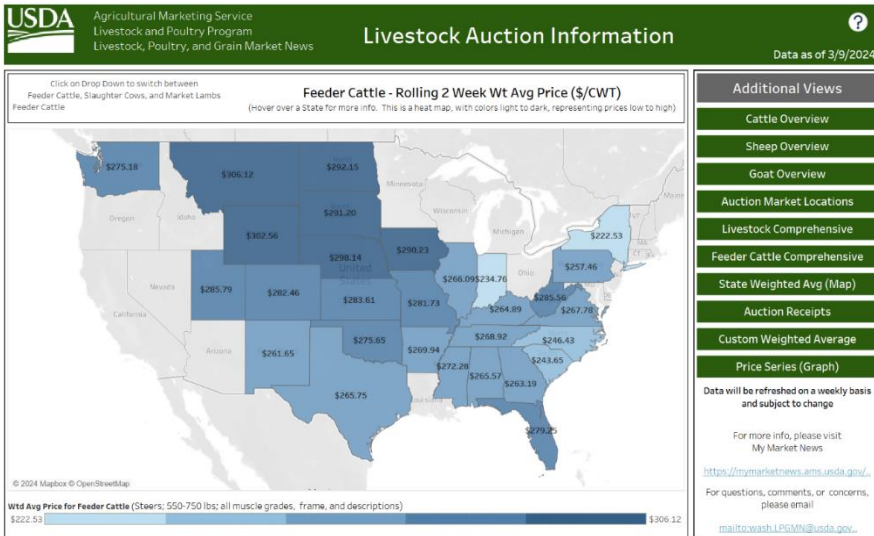 USDA
Agricultural Marketing Service
Livestock and Poultry Program
Livestock, Poultry, and Grain Market News
Livestock Auction Information
?
Data as of 3/9/2024
Click on Drop Down to switch between
Feeder Cattle, Slaughter Cows, and Market Lambs
Feeder Cattle
Feeder Cattle - Rolling 2 Week Wt Avg Price ($/CWT)
(Hover over a State for more info. This is a heat map, with colors light to dark, representing prices low to high)
$275.18
$306.12
$292.15
Minnesota
Maine
Oregon
Idaho
$291.20
Wisconsin
Michigan
VT
$302.56
$222.53
MA
CT
$290.23
$298.14
United
States
$257.46
Nevada
$285.79
$282.46
$283.61
$281.73
$266.09
$234.76
Ohio
$285.56
$267.78
California
$264.89
Arizona
$261.65
$275.65
$269.94
$268.92
$246.43
$243.65
$272.28
$265.57
$263.19
$265.75
Louisiana
$279.25
© 2024 Mapbox © OpenStreetMap
Wtd Avg Price for Feeder Cattle (Steers; 550-750 lbs; all muscle grades, frame, and descriptions)
$222.53
$306.12
Additional Views
Cattle Overview
Sheep Overview
Goat Overview
Auction Market Locations
Livestock Comprehensive
Feeder Cattle Comprehensive
State Weighted Avg (Map)
Auction Receipts
Custom Weighted Average
Price Series (Graph)
Data will be refreshed on a weekly basis
and subject to change
For more info, please visit
My Market News
https://mymarketnews.ams.usda.gov/..
For questions, comments, or concerns,
please email
mailto:wash.LPGMN@usda.gov..